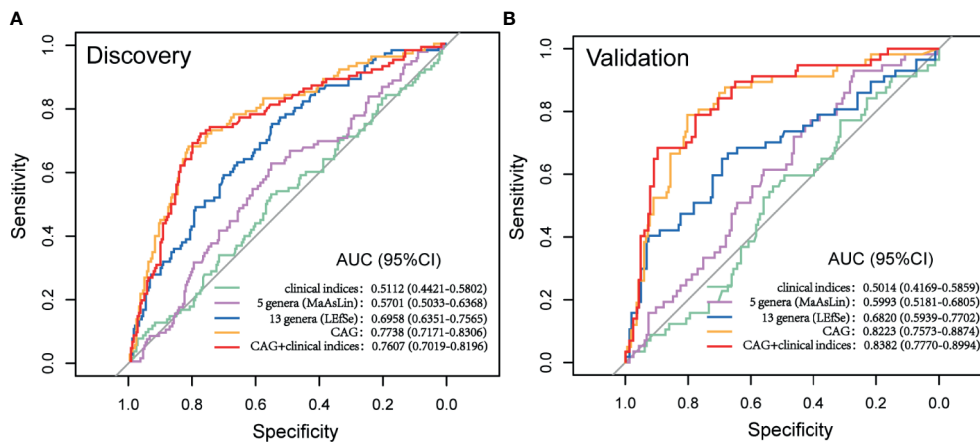 A
Discovery
Sensitivity
1.0
0.8
0.6
0.4
0.2
0.0
AUC (95%CI)
clinical indices: 0.5112 (0.4421-0.5802)
5 genera (MaAsLin): 0.5701 (0.5033-0.6368)
13 genera (LEfSe): 0.6958 (0.6351-0.7565)
CAG: 0.7738 (0.7171-0.8306)
CAG+clinical indices: 0.7607 (0.7019-0.8196)
1.0 0.8 0.6 0.4 0.2 0.0
Specificity
B
Validation
Sensitivity
1.0
0.8
0.6
0.4
0.2
0.0
AUC (95%CI)
clinical indices: 0.5014 (0.4169-0.5859)
5 genera (MaAsLin): 0.5993 (0.5181-0.6805)
13 genera (LEfSe): 0.6820 (0.5939-0.7702)
CAG: 0.8223 (0.7573-0.8874)
CAG+clinical indices: 0.8382 (0.7770-0.8994)
1.0 0.8 0.6 0.4 0.2 0.0
Specificity